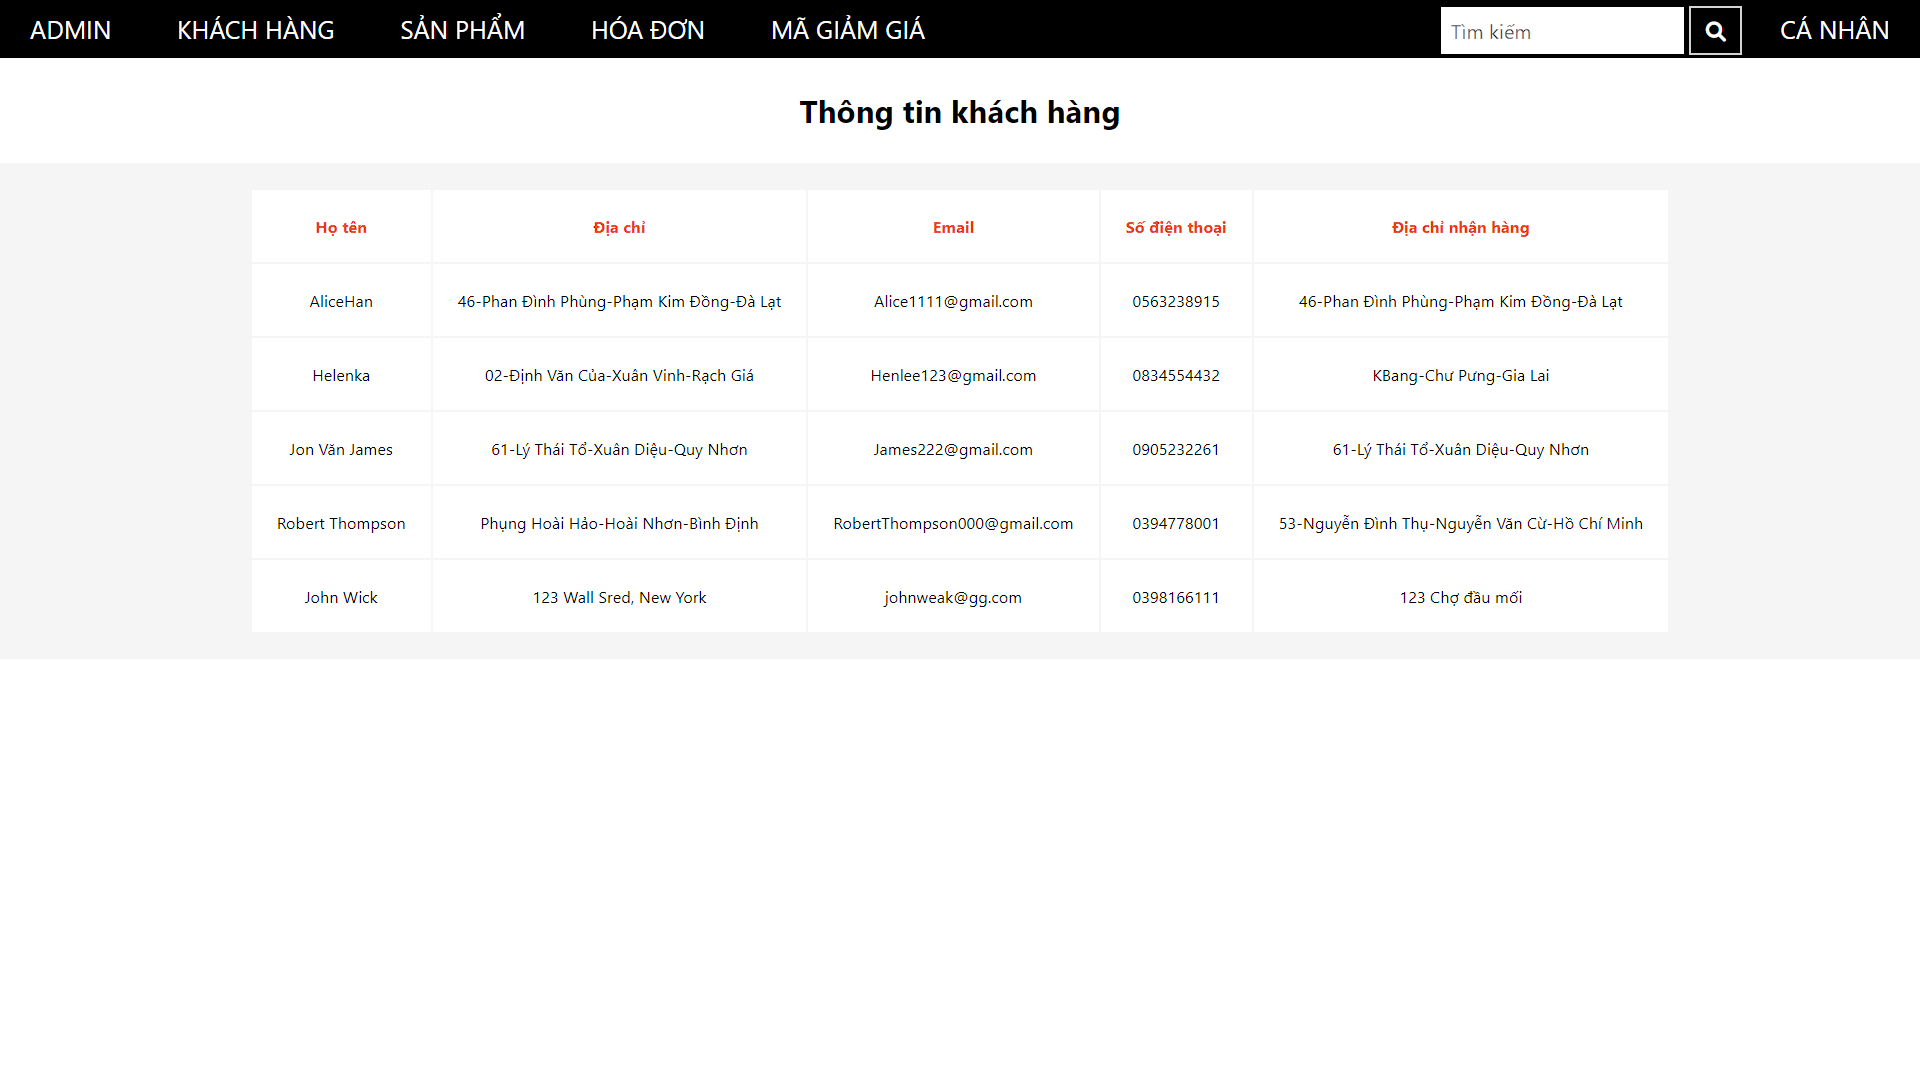 ADMIN KHÁCH HÀNG SẢN PHẨM HÓA ĐƠN MÃ GIẢM GIÁ Tìm kiếm CÁ NHÂN
Thông tin khách hàng
Họ tên Địa chỉ Email Số điện thoại Địa chỉ nhận hàng
AliceHan 46-Phan Đình Phùng-Phạm Kim Đồng-Đà Lạt Alice1111@gmail.com 0563238915 46-Phan Đình Phùng-Phạm Kim Đồng-Đà Lạt
Helenka 02-Định Văn Của-Xuân Vinh-Rạch Giá Henlee123@gmail.com 0834554432 KBang-Chư Pưng-Gia Lai
Jon Văn James 61-Lý Thái Tổ-Xuân Diệu-Quy Nhơn James222@gmail.com 0905232261 61-Lý Thái Tổ-Xuân Diệu-Quy Nhơn
Robert Thompson Phụng Hoài Hảo-Hoài Nhơn-Bình Định RobertThompson000@gmail.com 0394778001 53-Nguyễn Đình Thụ-Nguyễn Văn Cừ-Hồ Chí Minh
John Wick 123 Wall Sred, New York johnweak@gg.com 0398166111 123 Chợ đầu mối